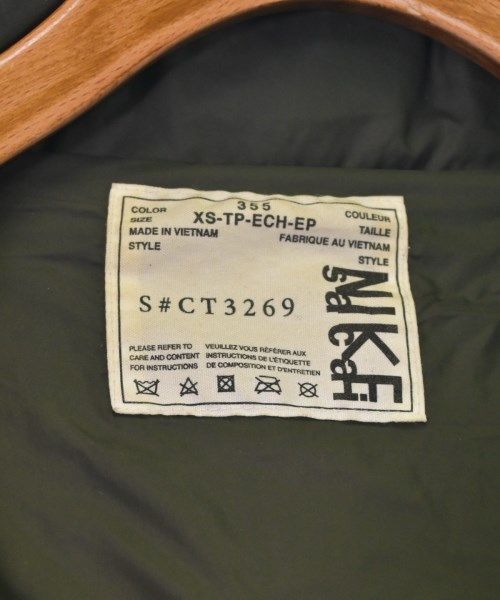 COLOR 355 COULEUR
SIZE XS-TP-ECH-EP TAILLE
MADE IN VIETNAM FABRIQUE AU VIETNAM
STYLE STYLE
S#CT3269
NIKE
sacai
PLEASE REFER TO
CARE AND CONTENT
FOR INSTRUCTIONS
VEUILLEZ VOUS RÉFÉRER AUX
INSTRUCTIONS DE L'ÉTIQUETTE
DE COMPOSITION ET D'ENTRETIEN